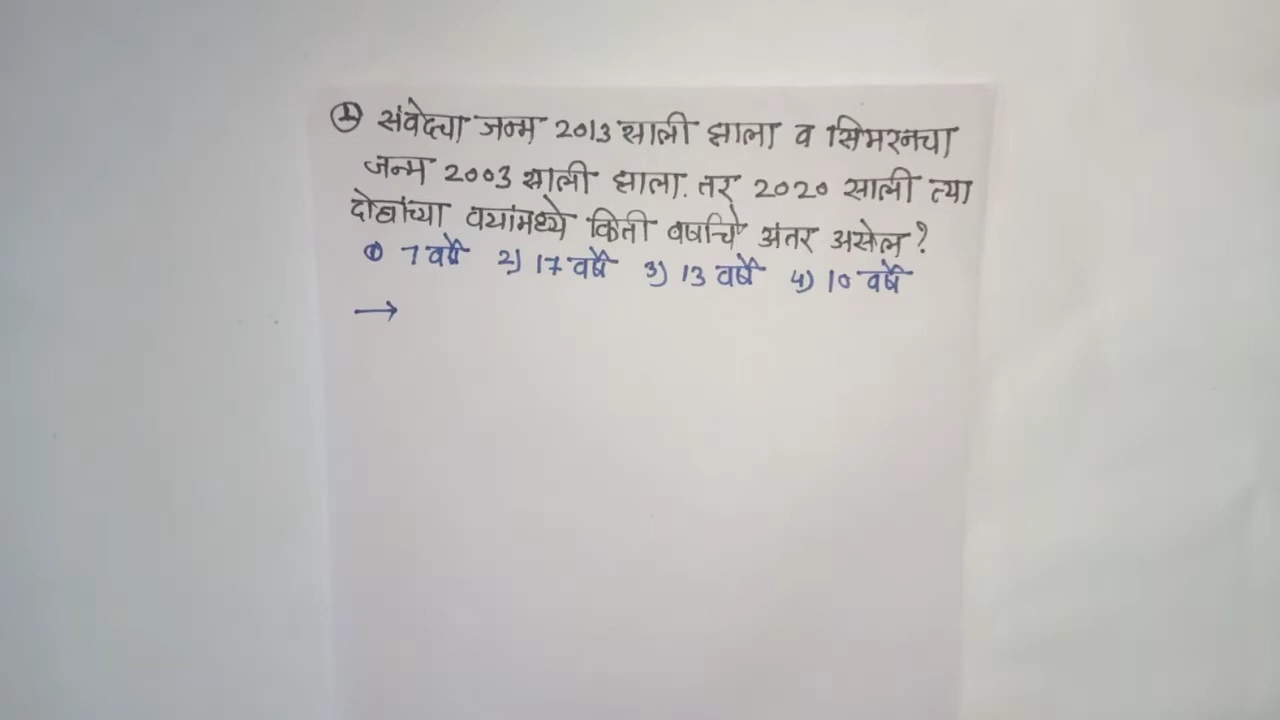 ① संवेदचा जन्म 2013 साली झाला व सिमरनचा
जन्म 2003 साली झाला. तर 2020 साली त्या
दोघांच्या वयांमध्ये किती वर्षाचे अंतर असेल?
① 7 वर्षे 2) 17 वर्षे 3) 13 वर्षे 4) 10 वर्षे
→